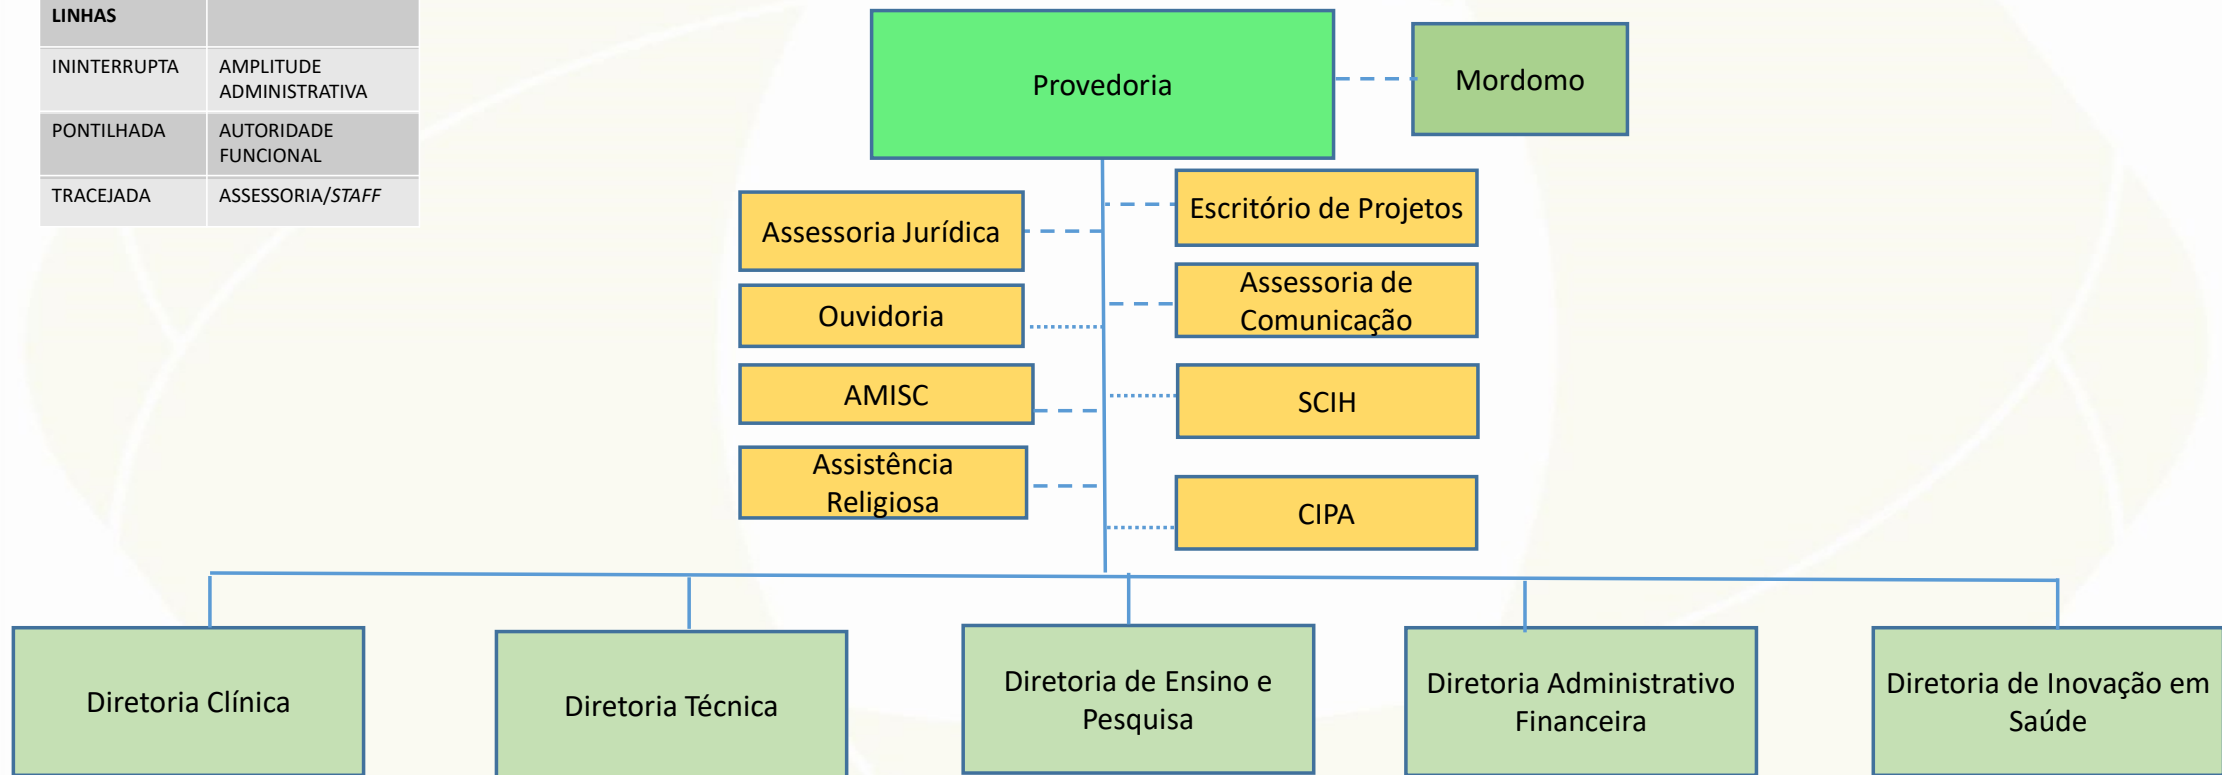 LINHAS
ININTERRUPTA
AMPLITUDE
ADMINISTRATIVA
PONTILHADA
AUTORIDADE
FUNCIONAL
TRACEJADA
ASSESSORIA/STAFF
Provedoria
Mordomo
Assessoria Jurídica
Escritório de Projetos
Ouvidoria
Assessoria de
Comunicação
AMISC
SCIH
Assistência
Religiosa
CIPA
Diretoria Clínica
Diretoria Técnica
Diretoria de Ensino e
Pesquisa
Diretoria Administrativo
Financeira
Diretoria de Inovação em
Saúde